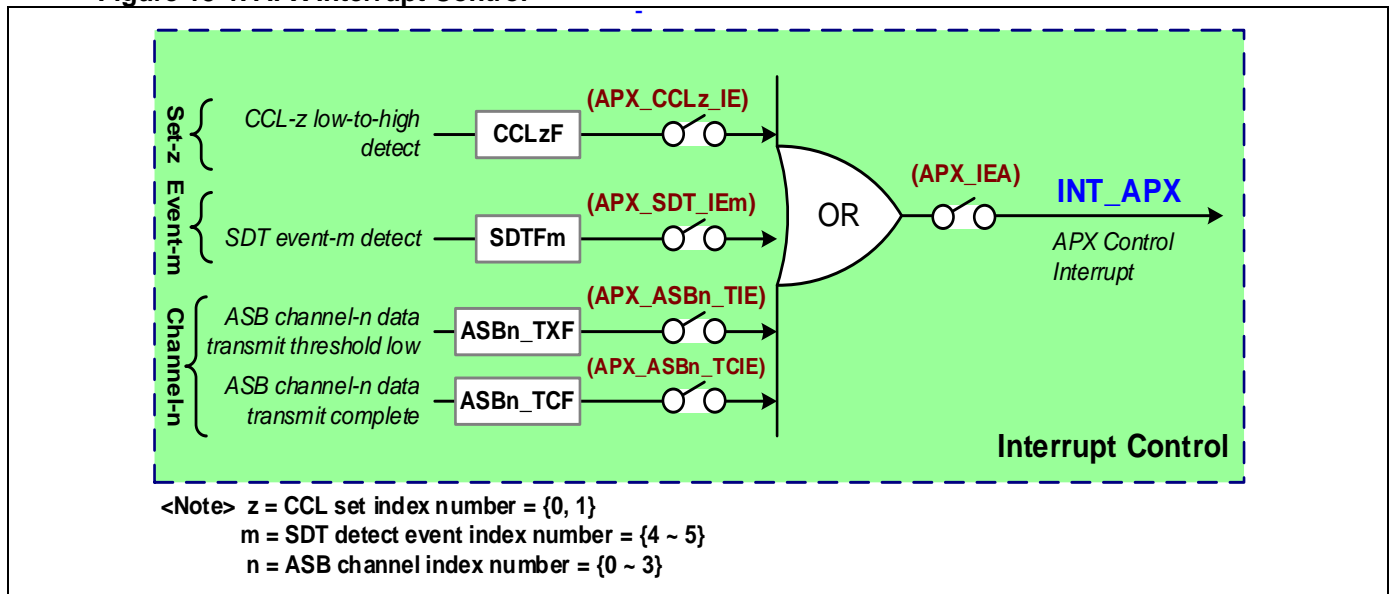 Set-z
CCL-z low-to-high
detect
CCLzF
(APX_CCLz_IE)
Event-m
SDT event-m detect
SDTFm
(APX_SDT_IEm)
Channel-n
ASB channel-n data
transmit threshold low
ASBn_TXF
(APX_ASBn_TIE)
ASB channel-n data
transmit complete
ASBn_TCF
(APX_ASBn_TCIE)
OR
(APX_IEA)
INT_APX
APX Control
Interrupt
Interrupt Control
<Note> z = CCL set index number = {0, 1}
m = SDT detect event index number = {4 ~ 5}
n = ASB channel index number = {0 ~ 3}